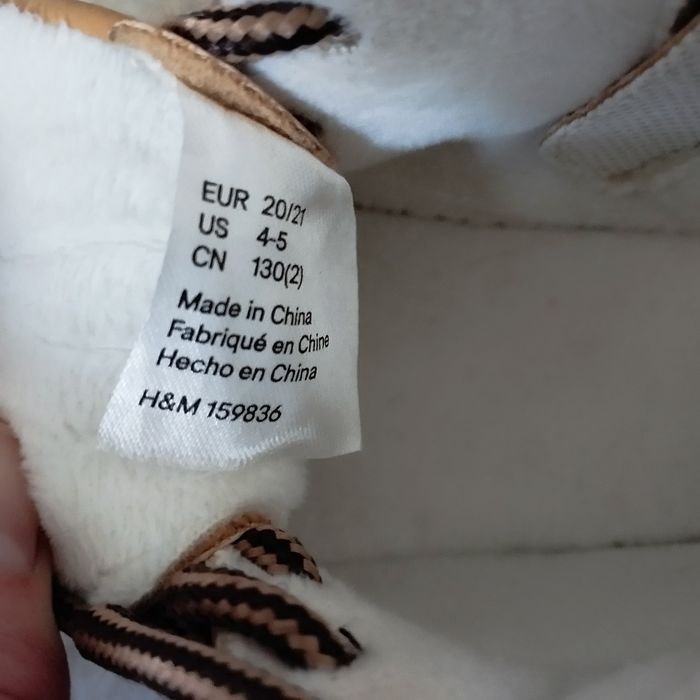 EUR 20/21
US 4-5
CN 130(2)
Made in China
Fabriqué en Chine
Hecho en China
H&M 159836